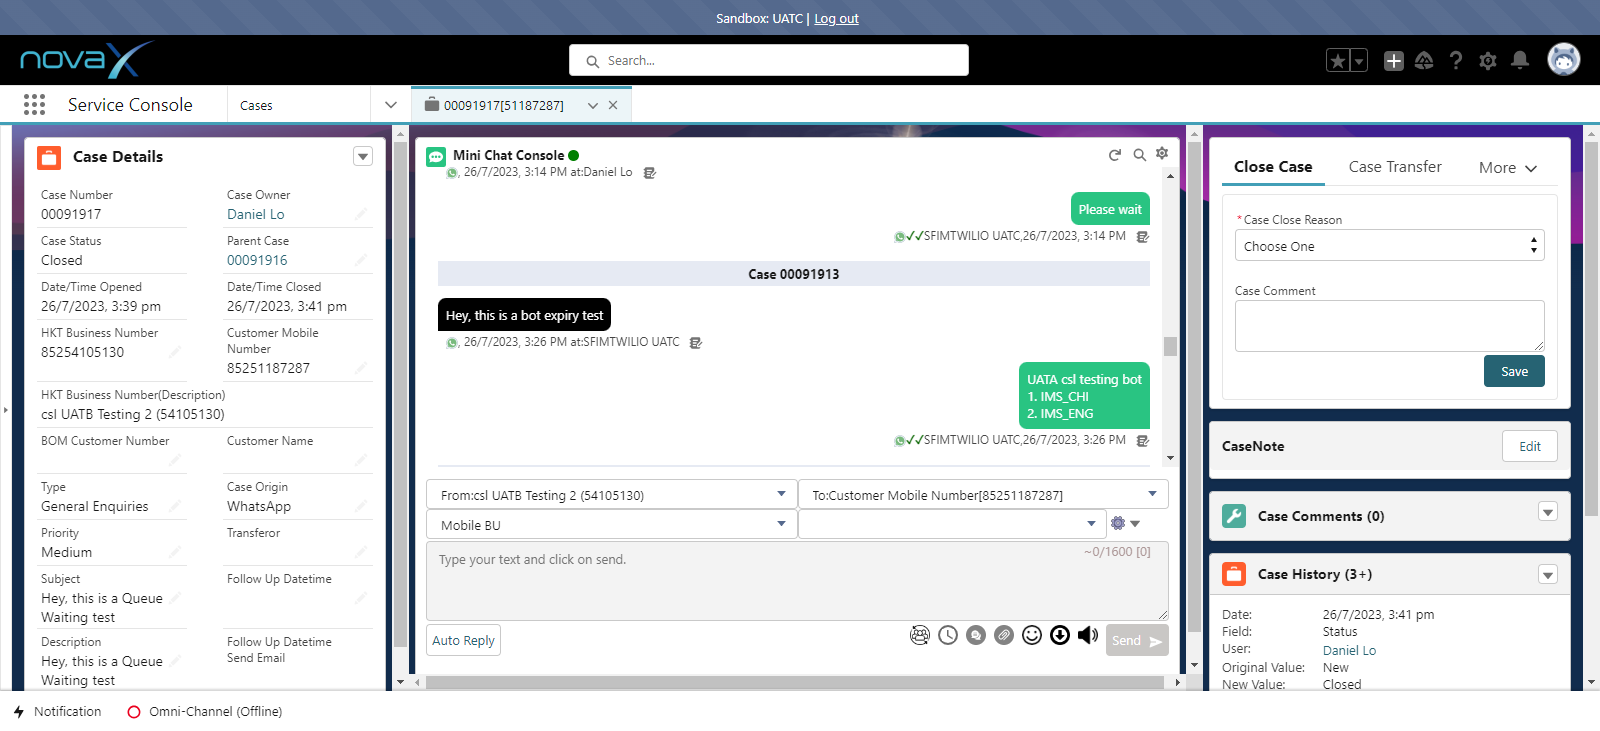 Sandbox: UATC | Log out
novaX
Search...
Service Console
Cases
00091917[51187287]
Case Details
Case Number
00091917
Case Owner
Daniel Lo
Case Status
Closed
Parent Case
00091916
Date/Time Opened
26/7/2023, 3:39 pm
Date/Time Closed
26/7/2023, 3:41 pm
HKT Business Number
85254105130
Customer Mobile
Number
85251187287
HKT Business Number(Description)
csl UATB Testing 2 (54105130)
BOM Customer Number
Customer Name
Type
General Enquiries
Case Origin
WhatsApp
Priority
Medium
Transferor
Subject
Hey, this is a Queue
Waiting test
Follow Up Datetime
Description
Hey, this is a Queue
Waiting test
Follow Up Datetime
Send Email
Mini Chat Console
, 26/7/2023, 3:14 PM at:Daniel Lo
Please wait
SFIMTWILIO UATC,26/7/2023, 3:14 PM
Case 00091913
Hey, this is a bot expiry test
, 26/7/2023, 3:26 PM at:SFIMTWILIO UATC
UATA csl testing bot
1. IMS_CHI
2. IMS_ENG
SFIMTWILIO UATC,26/7/2023, 3:26 PM
From:csl UATB Testing 2 (54105130)
To:Customer Mobile Number[85251187287]
Mobile BU
Type your text and click on send.
~0/1600 [0]
Auto Reply
Send
Close Case
Case Transfer
More
*Case Close Reason
Choose One
Case Comment
Save
CaseNote
Edit
Case Comments (0)
Case History (3+)
Date: 26/7/2023, 3:41 pm
Field: Status
User: Daniel Lo
Original Value: New
New Value: Closed
Notification
Omni-Channel (Offline)